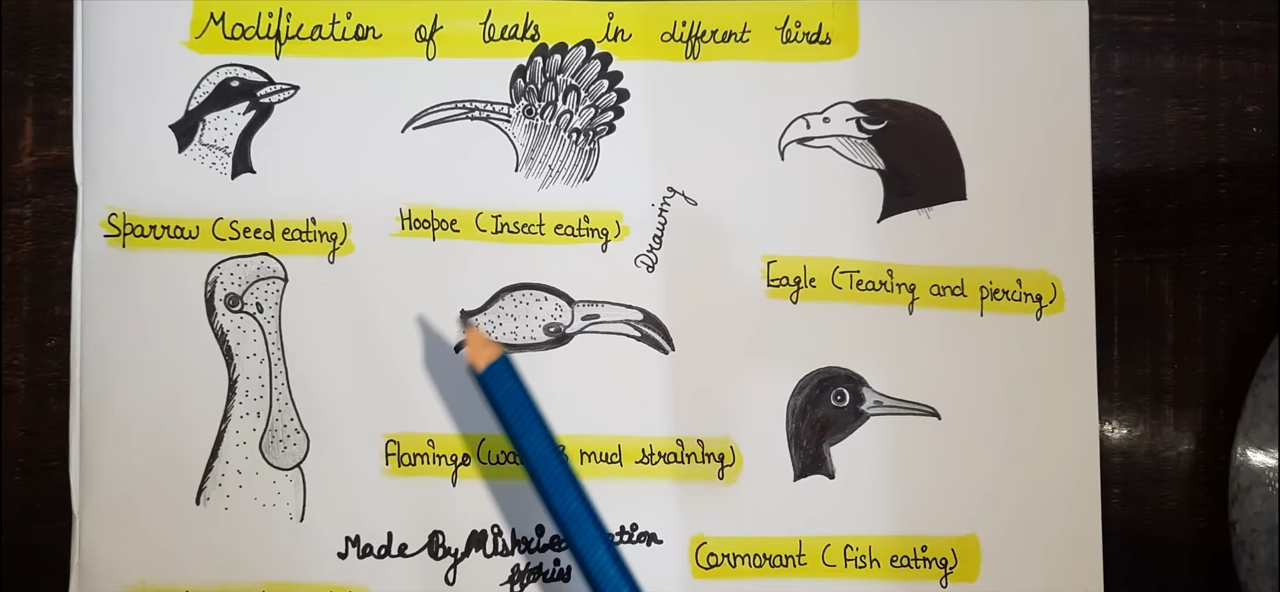 Modification of beaks in different birds
Sparrow (Seed eating)
Hoopoe (Insect eating)
Drawing
Eagle (Tearing and piercing)
Flamingo mud straining)
Made By
Cormorant (fish eating)